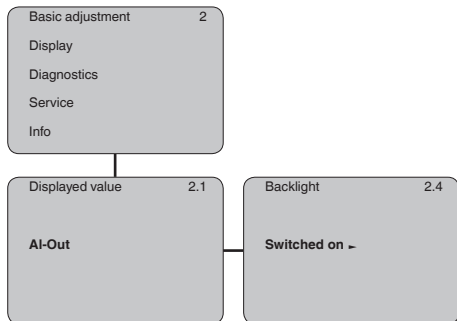 Basic adjustment 2
Display
Diagnostics
Service
Info
Displayed value 2.1
AI-Out
Backlight 2.4
Switched on ►